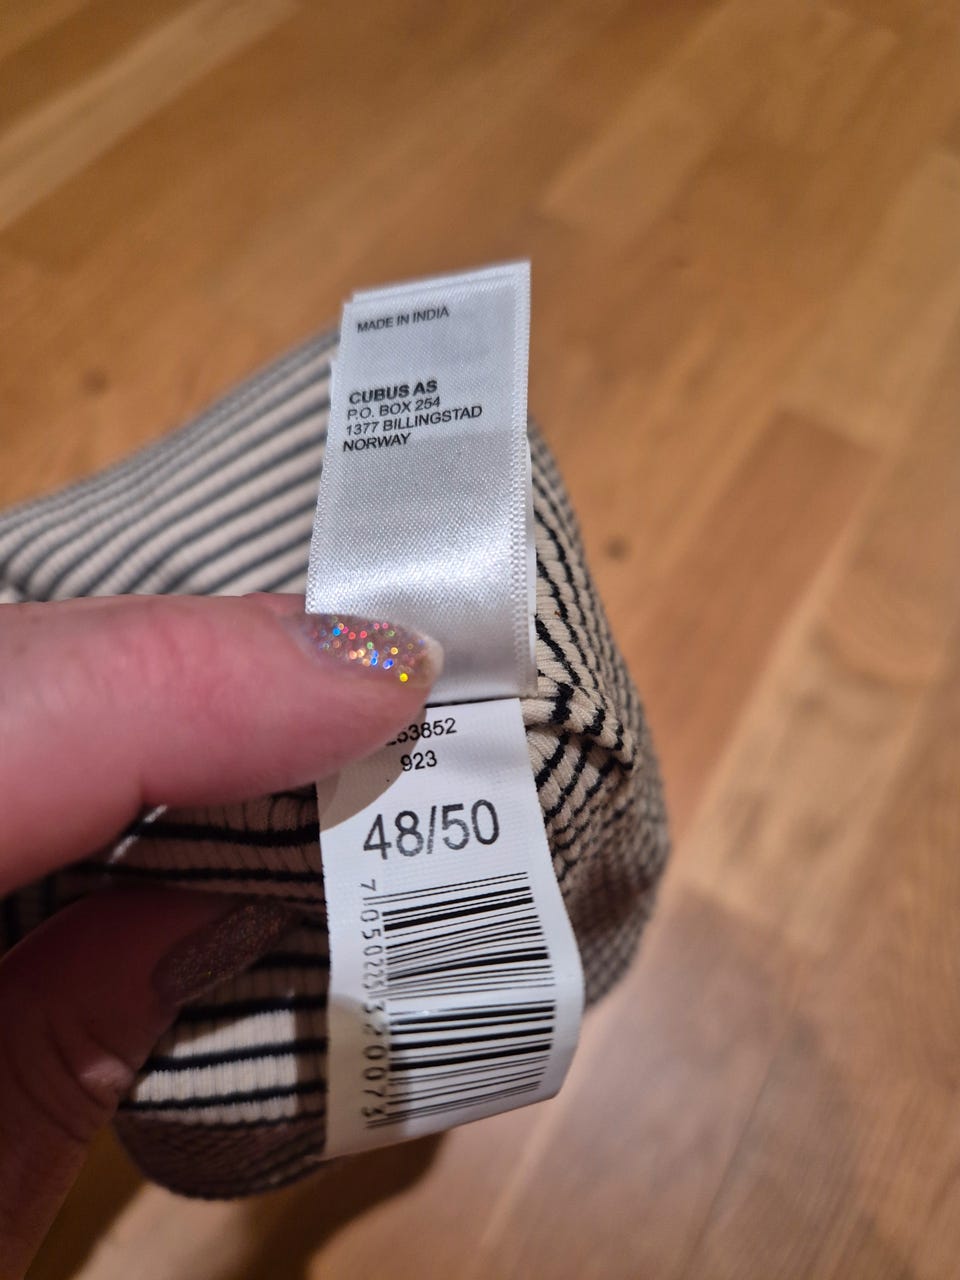 MADE IN INDIA
CUBUS AS
P.O. BOX 254
1377 BILLINGSTAD
NORWAY
923
48/50